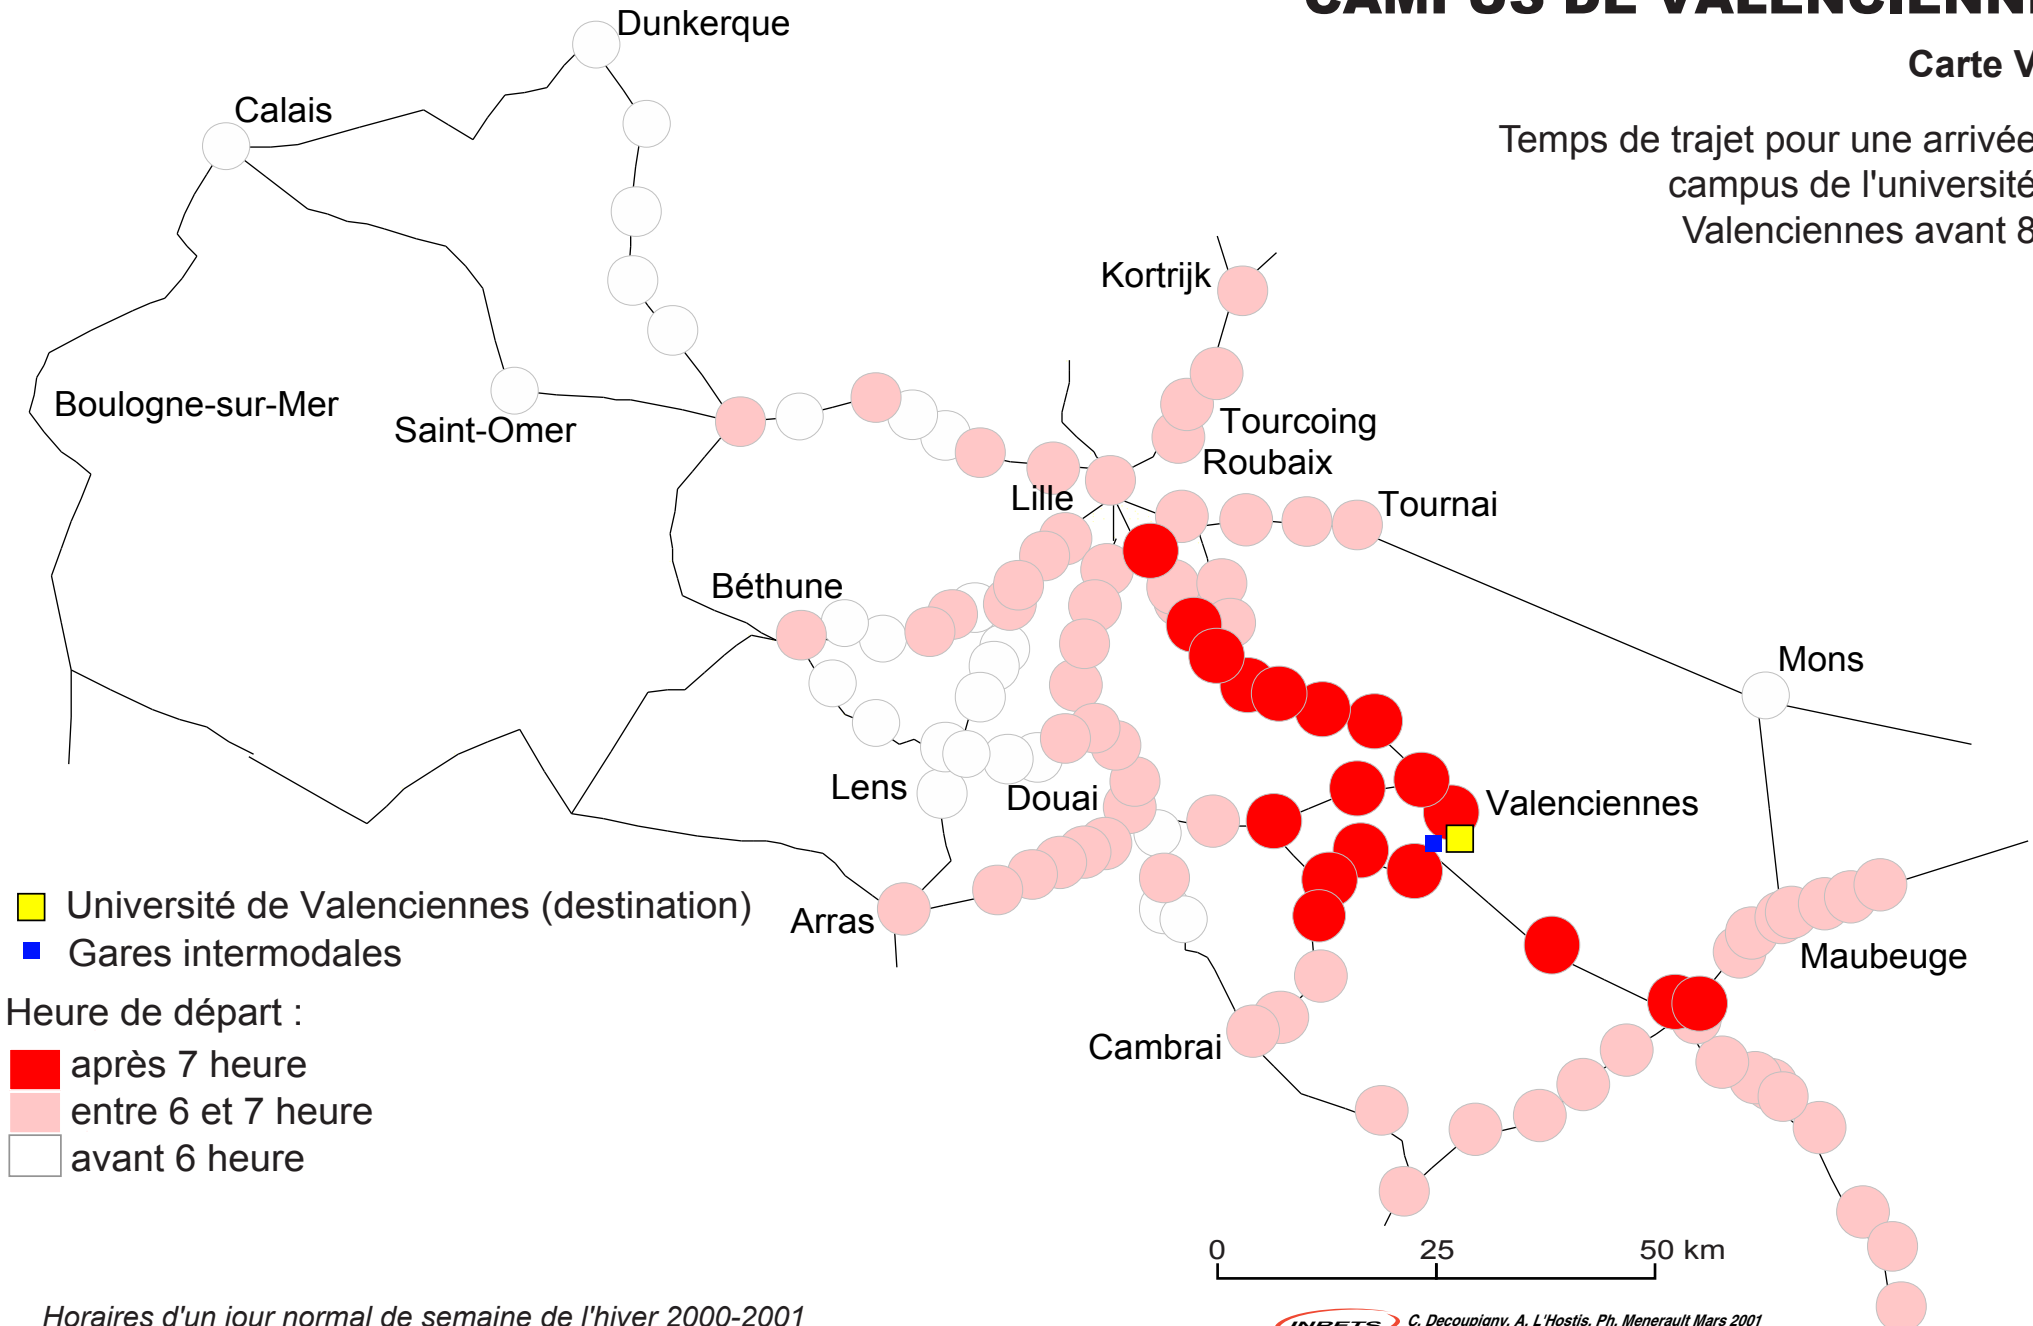 Dunkerque
Carte V
Calais
Temps de trajet pour une arrivée
campus de l'université
Valenciennes avant 8
Kortrijk
Boulogne-sur-Mer
Saint-Omer
Tourcoing
Roubaix
Lille
Tournai
Béthune
Mons
Lens
Douai
Valenciennes
Université de Valenciennes (destination)
Arras
Gares intermodales
Maubeuge
Heure de départ :
Cambrai
après 7 heure
entre 6 et 7 heure
avant 6 heure
0 25 50 km
Horaires d'un jour normal de semaine de l'hiver 2000-2001
INRETS
C. Decoupigny, A. L'Hostis, Ph. Menerault Mars 2001